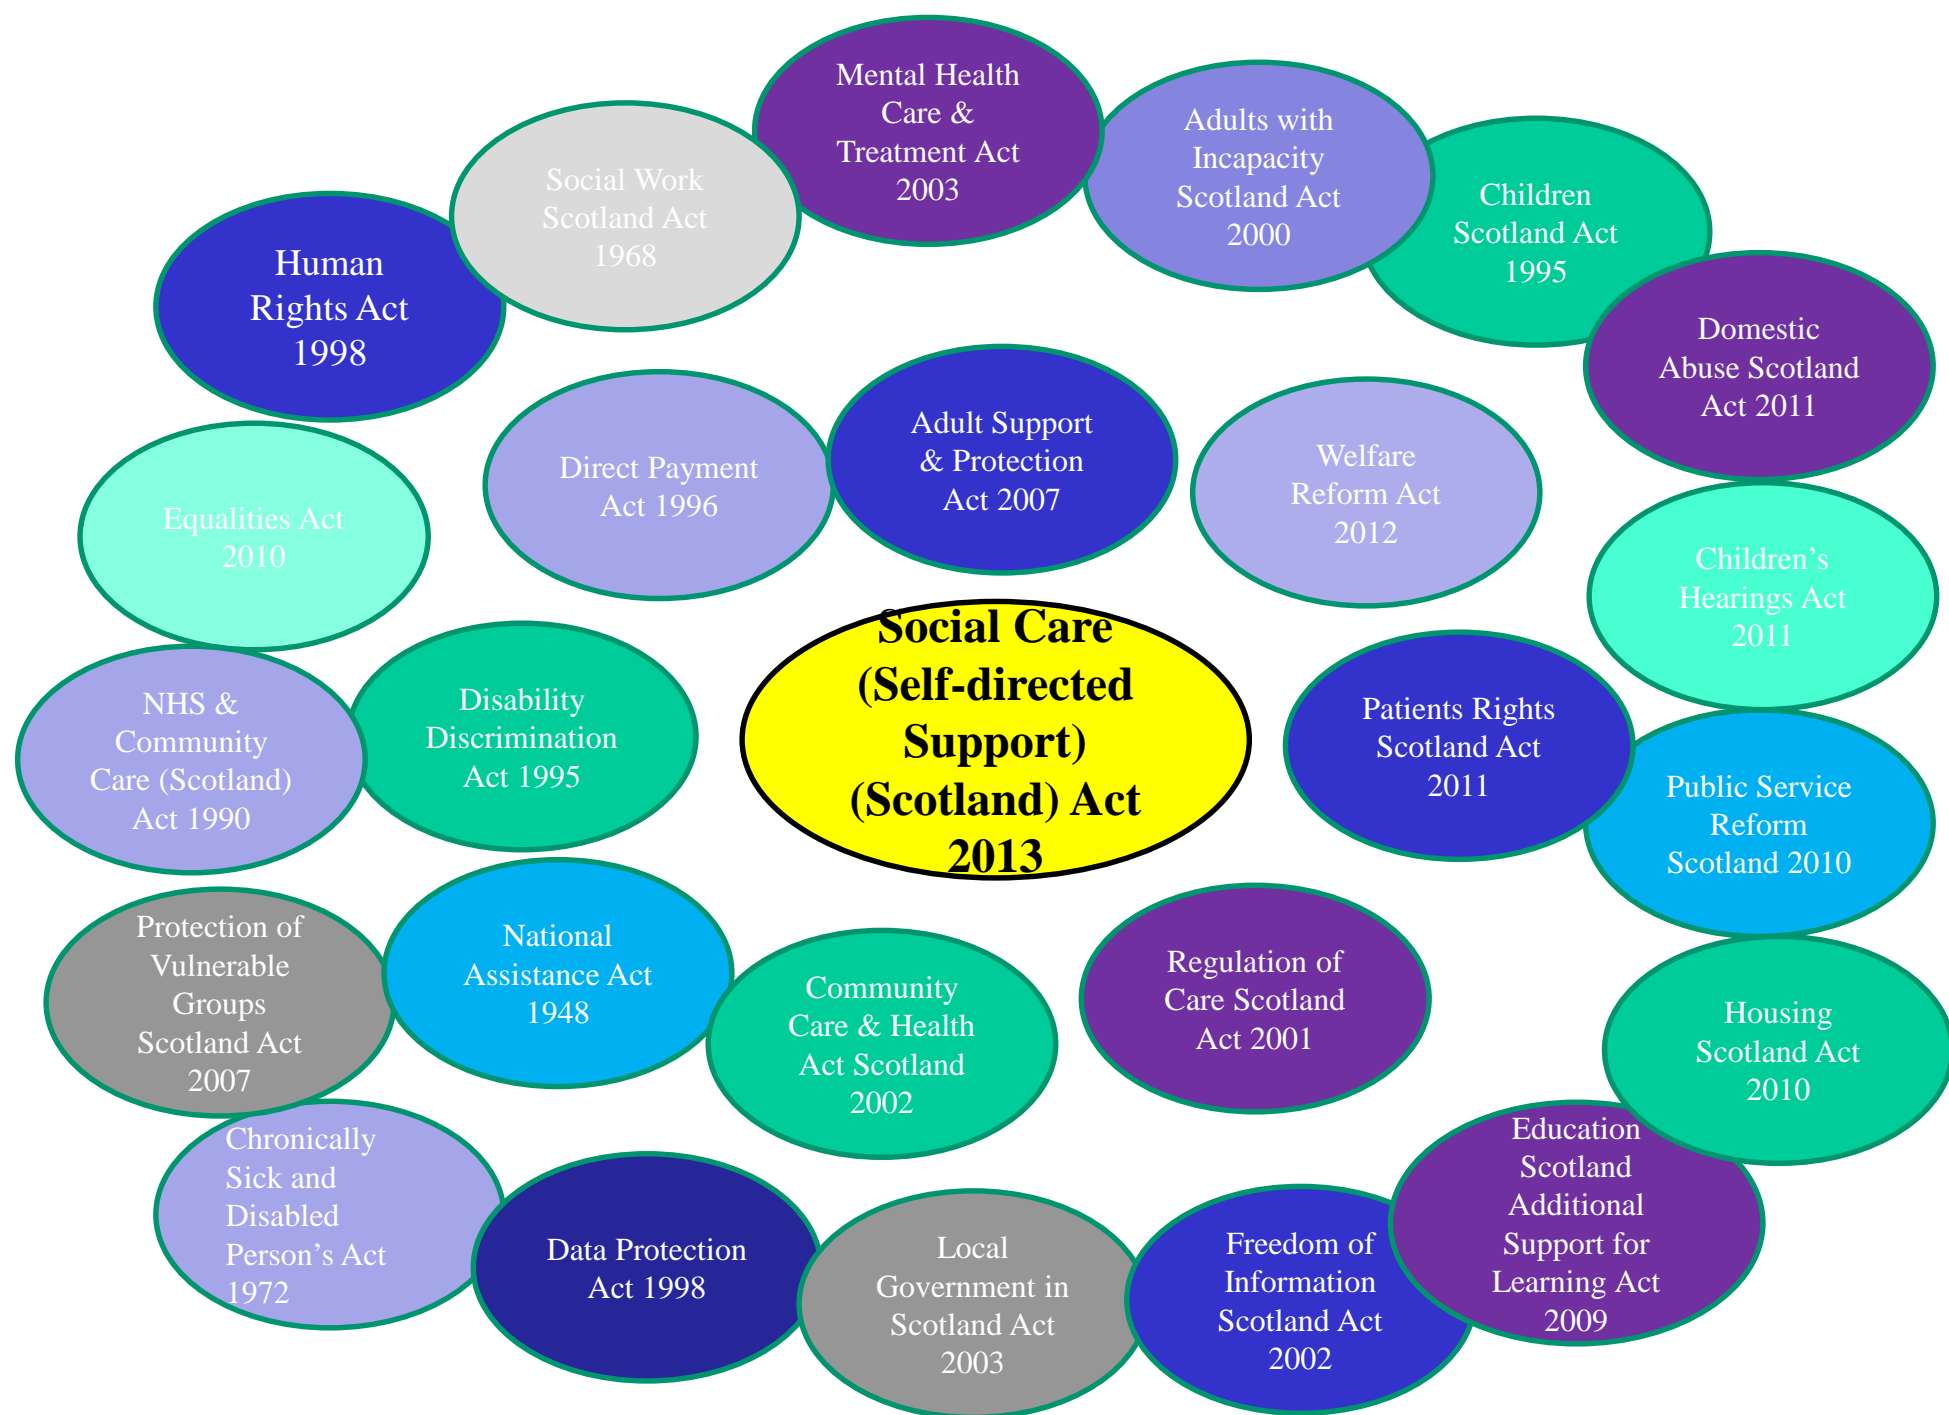 Mental Health
Care &
Treatment Act
2003
Adults with
Incapacity
Scotland Act
2000
Social Work
Scotland Act
1968
Children
Scotland Act
1995
Human
Rights Act
1998
Domestic
Abuse Scotland
Act 2011
Direct Payment
Act 1996
Adult Support
& Protection
Act 2007
Welfare
Reform Act
2012
Equalities Act
2010
Children’s
Hearings Act
2011
Social Care
(Self-directed
Support)
(Scotland) Act
2013
NHS &
Community
Care (Scotland)
Act 1990
Disability
Discrimination
Act 1995
Patients Rights
Scotland Act
2011
Public Service
Reform
Scotland 2010
Protection of
Vulnerable
Groups
Scotland Act
2007
National
Assistance Act
1948
Community
Care & Health
Act Scotland
2002
Regulation of
Care Scotland
Act 2001
Housing
Scotland Act
2010
Chronically
Sick and
Disabled
Person’s Act
1972
Data Protection
Act 1998
Local
Government in
Scotland Act
2003
Freedom of
Information
Scotland Act
2002
Education
Scotland
Additional
Support for
Learning Act
2009